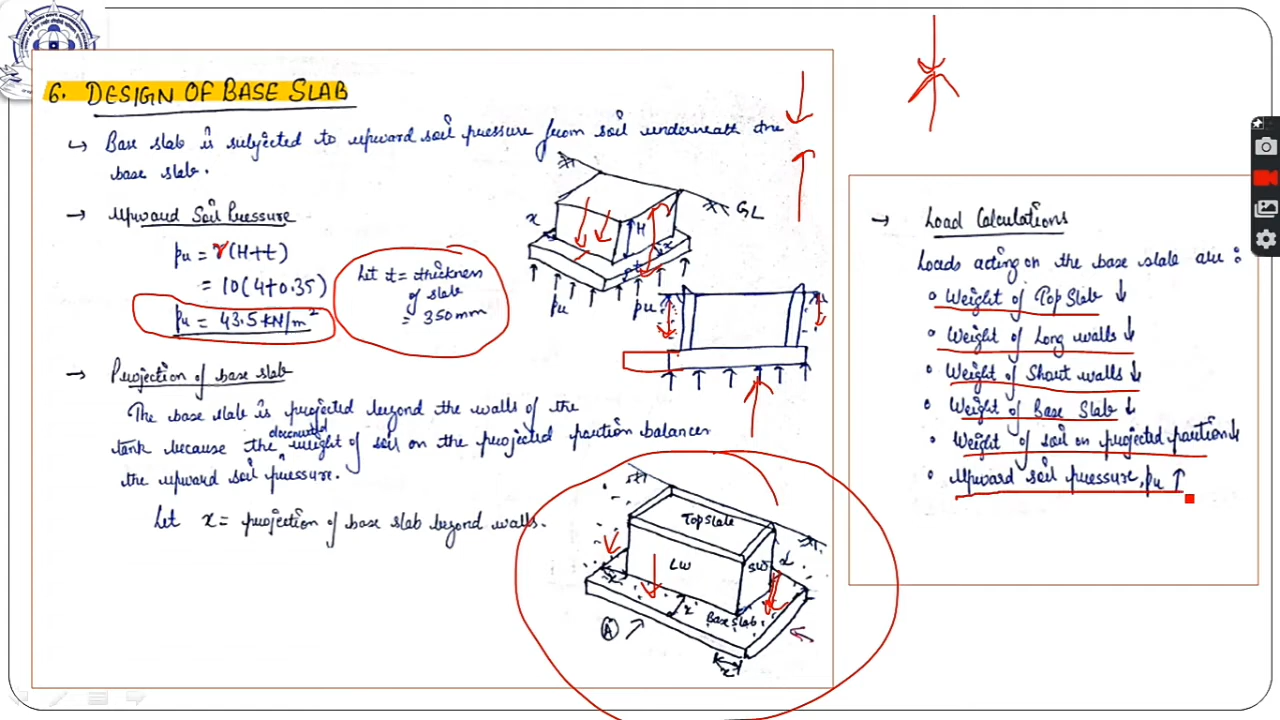 6. DESIGN OF BASE SLAB
↳ Base slab is subjected to upward soil pressure from soil underneath the
base slab.
→ Upward Soil Pressure
pu = γ(H+t)
= 10(4+0.35)
pu = 43.5 KN/m²
Let t = thickness
of slab
= 350mm
GL
x
H
x
t
pu
pu
→ Projection of base slab
The base slab is projected beyond the walls of the
tank because the downward weight of soil on the projected portion balances
the upward soil pressure.
Let x = projection of base slab beyond walls.
Top slab
LW
SW
x
x
x
Base slab
A
x
→ Load Calculations
Loads acting on the base slab are :
• Weight of Top Slab ↓
• Weight of Long walls ↓
• Weight of Short walls ↓
• Weight of Base Slab ↓
• Weight of soil on projected portion ↓
• Upward soil pressure, pu ↑